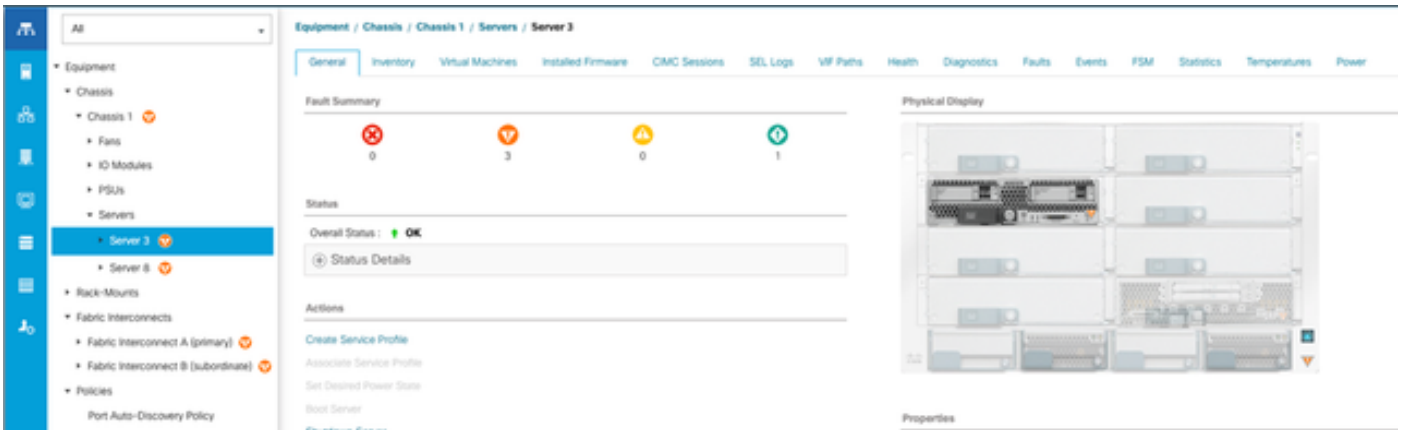 All
Equipment
Chassis
Chassis 1
Fans
IO Modules
PSUs
Servers
Server 3
Server 8
Rack-Mounts
Fabric Interconnects
Fabric Interconnect A (primary)
Fabric Interconnect B (subordinate)
Policies
Port Auto-Discovery Policy
Equipment / Chassis / Chassis 1 / Servers / Server 3
General Inventory Virtual Machines Installed Firmware CIMC Sessions SEL Logs VIF Paths Health Diagnostics Faults Events FSM Statistics Temperatures Power
Fault Summary
0 3 0 1
Status
Overall Status : OK
Status Details
Actions
Create Service Profile
Associate Service Profile
Set Desired Power State
Boot Server
Shutdown Server
Physical Display
Properties